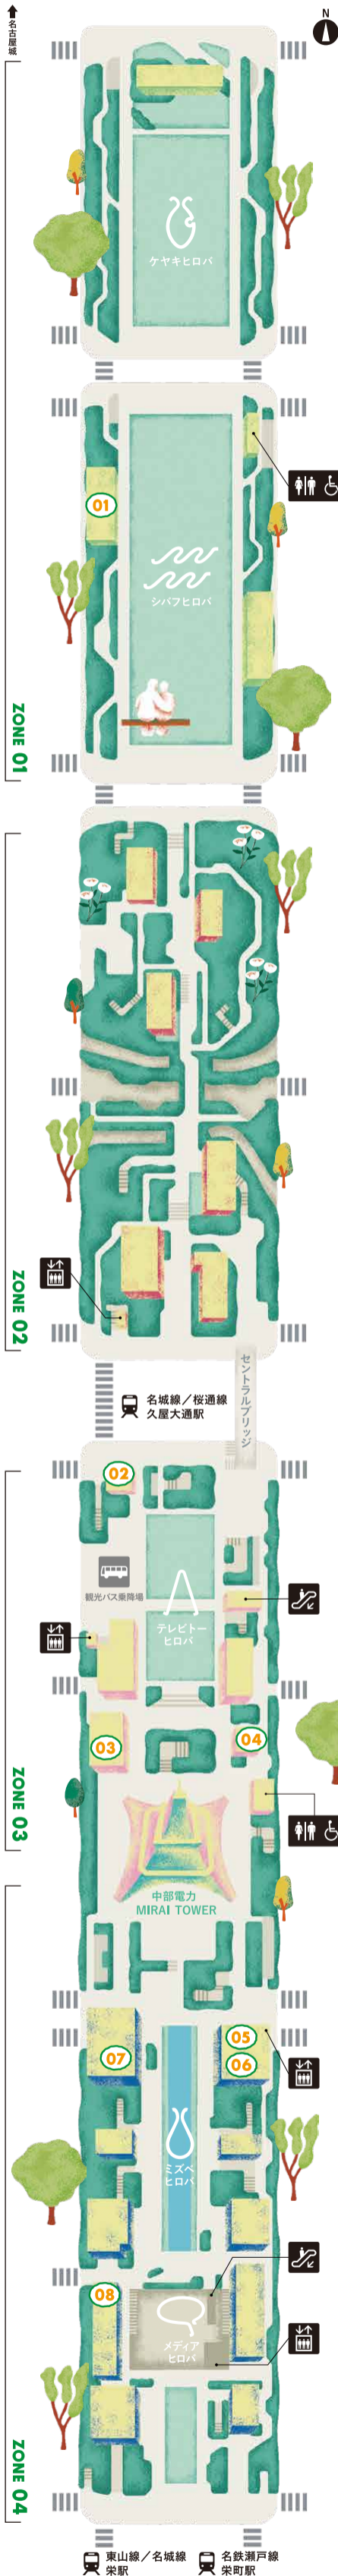 名古屋城
N
ケヤキヒロバ
01
シバフヒロバ
ZONE 01
ZONE 02
セントラルブリッジ
名城線／桜通線
久屋大通駅
02
観光バス乗降場
テレビトー
ヒロバ
03
04
ZONE 03
中部電力
MIRAI TOWER
05
06
07
ミズベ
ヒロバ
08
メディア
ヒロバ
ZONE 04
東山線／名城線
栄駅
名鉄瀬戸線
栄町駅